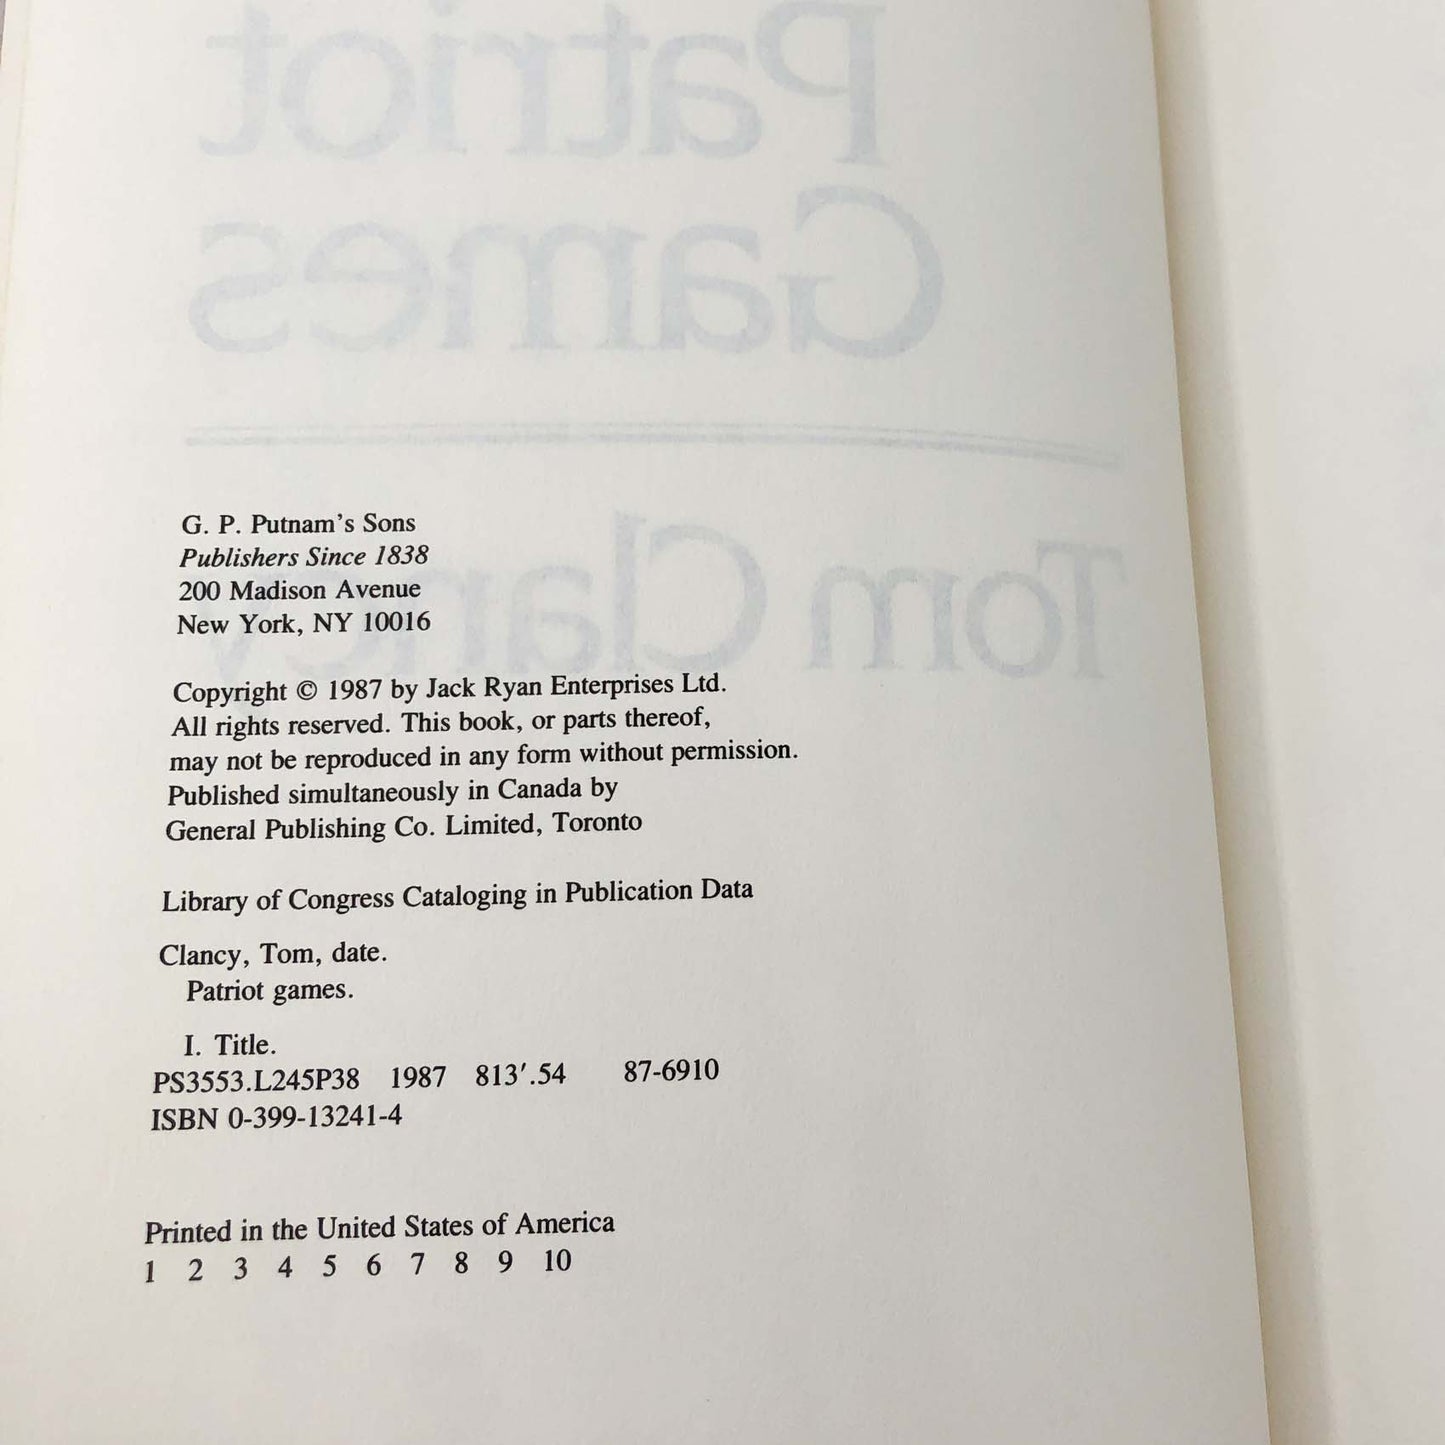 Patriot
Games
Tom Clancy
G. P. Putnam's Sons
Publishers Since 1838
200 Madison Avenue
New York, NY 10016
Copyright © 1987 by Jack Ryan Enterprises Ltd.
All rights reserved. This book, or parts thereof,
may not be reproduced in any form without permission.
Published simultaneously in Canada by
General Publishing Co. Limited, Toronto
Library of Congress Cataloging in Publication Data
Clancy, Tom, date.
Patriot games.
I. Title.
PS3553.L245P38 1987 813′.54 87-6910
ISBN 0-399-13241-4
Printed in the United States of America
1 2 3 4 5 6 7 8 9 10